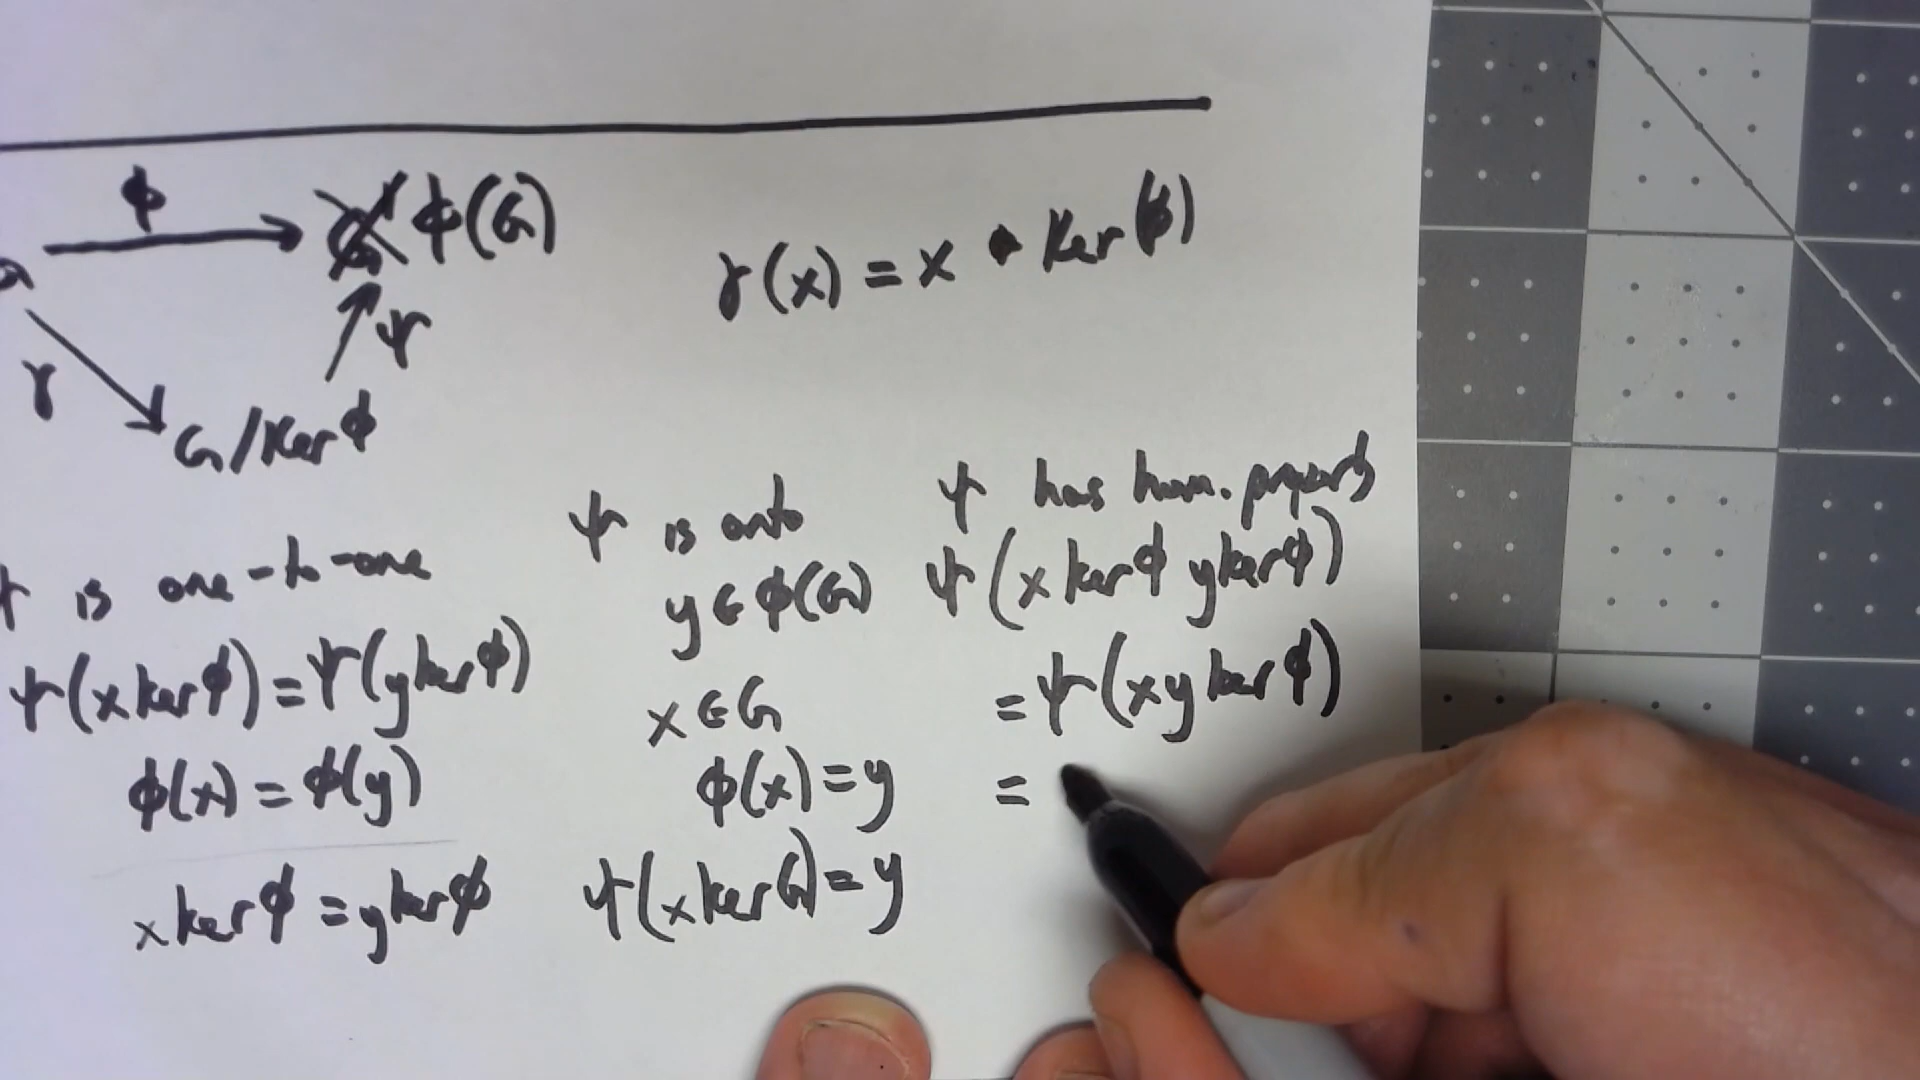 ϕ
ϕ(G)
γ(x) = x • Ker(ϕ)
G
ψ
γ
G/Ker ϕ
ψ is one-to-one
ψ(x ker ϕ) = ψ(y ker ϕ)
ϕ(x) = ϕ(y)
x ker ϕ = y ker ϕ
ψ is onto
y ∈ ϕ(G)
x ∈ G
ϕ(x) = y
ψ(x ker G) = y
ψ has hom. property
ψ(x ker ϕ y ker ϕ)
= ψ(xy ker ϕ)
=